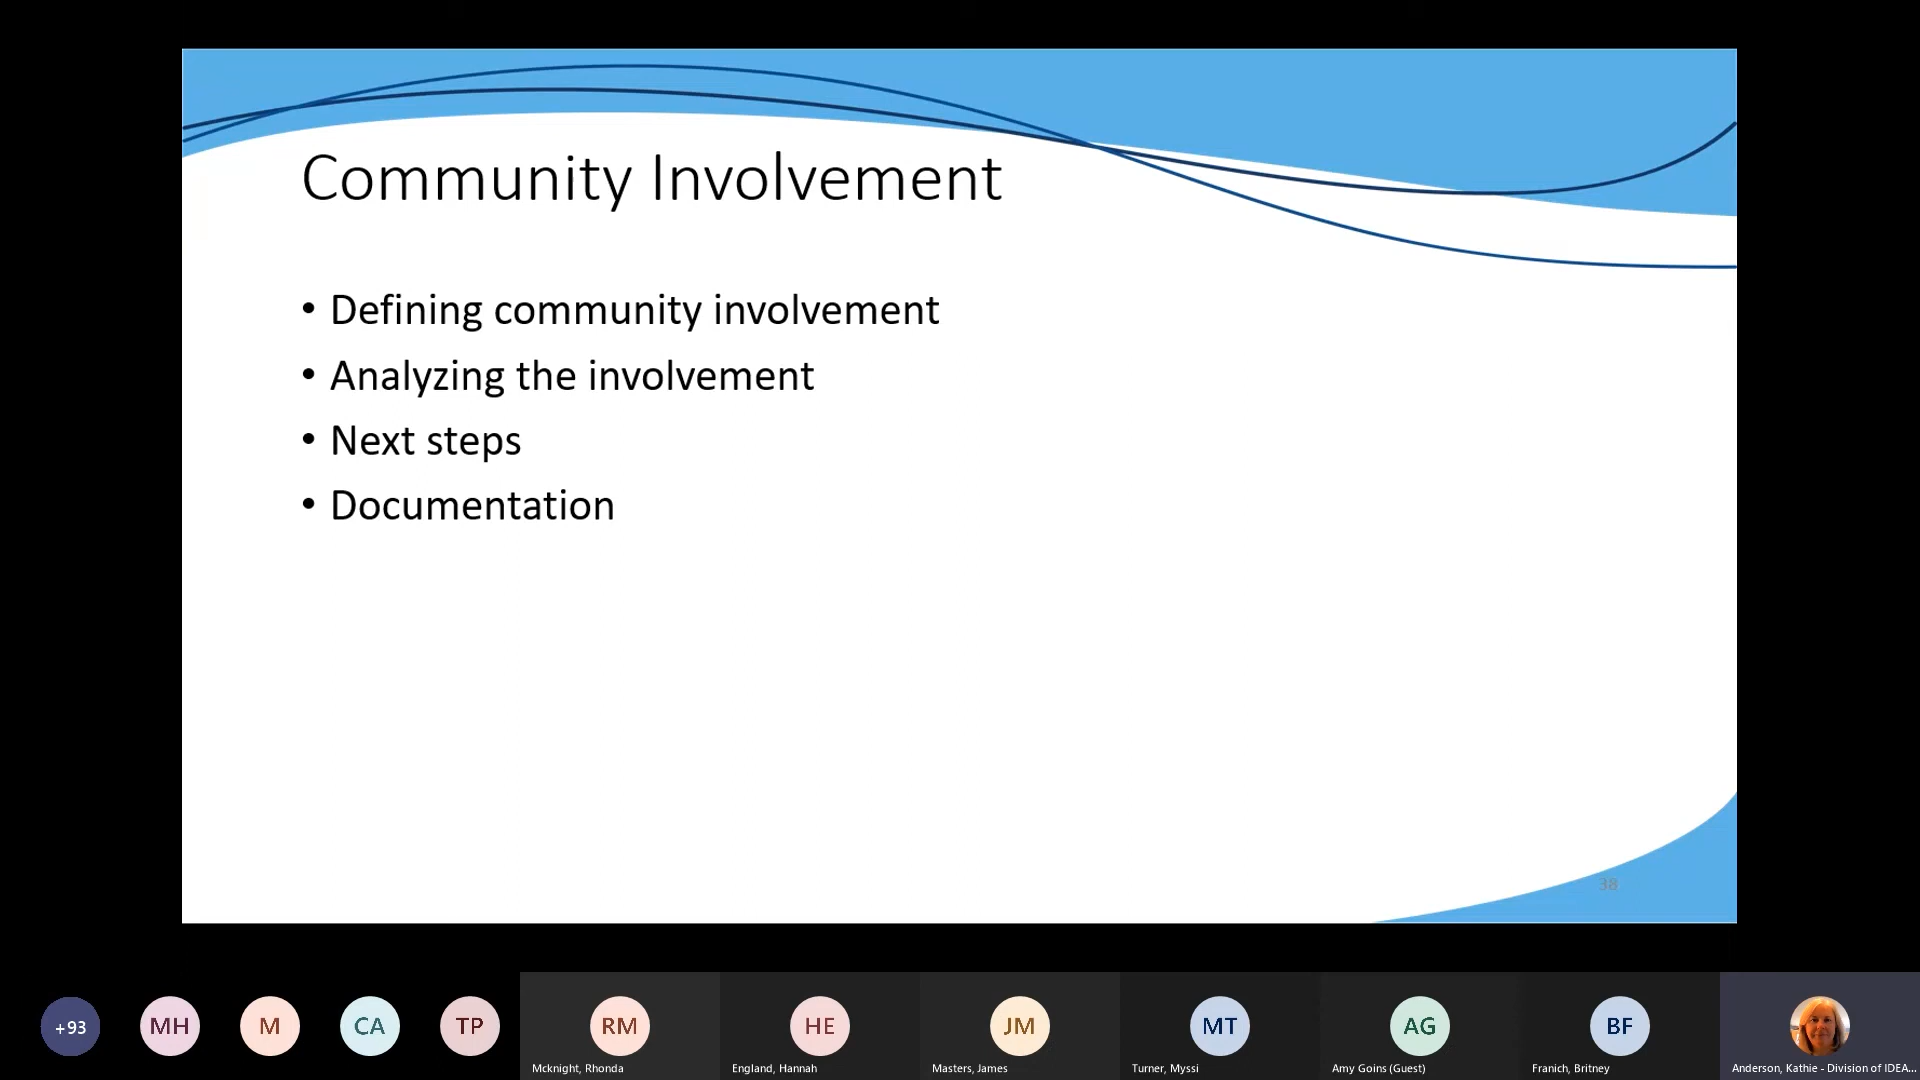 Community Involvement
• Defining community involvement
• Analyzing the involvement
• Next steps
• Documentation
38
+93
MH
M
CA
TP
RM
HE
JM
MT
AG
BF
Mcknight, Rhonda
England, Hannah
Masters, James
Turner, Myssi
Amy Goins (Guest)
Franich, Britney
Anderson, Kathie - Division of IDEA...